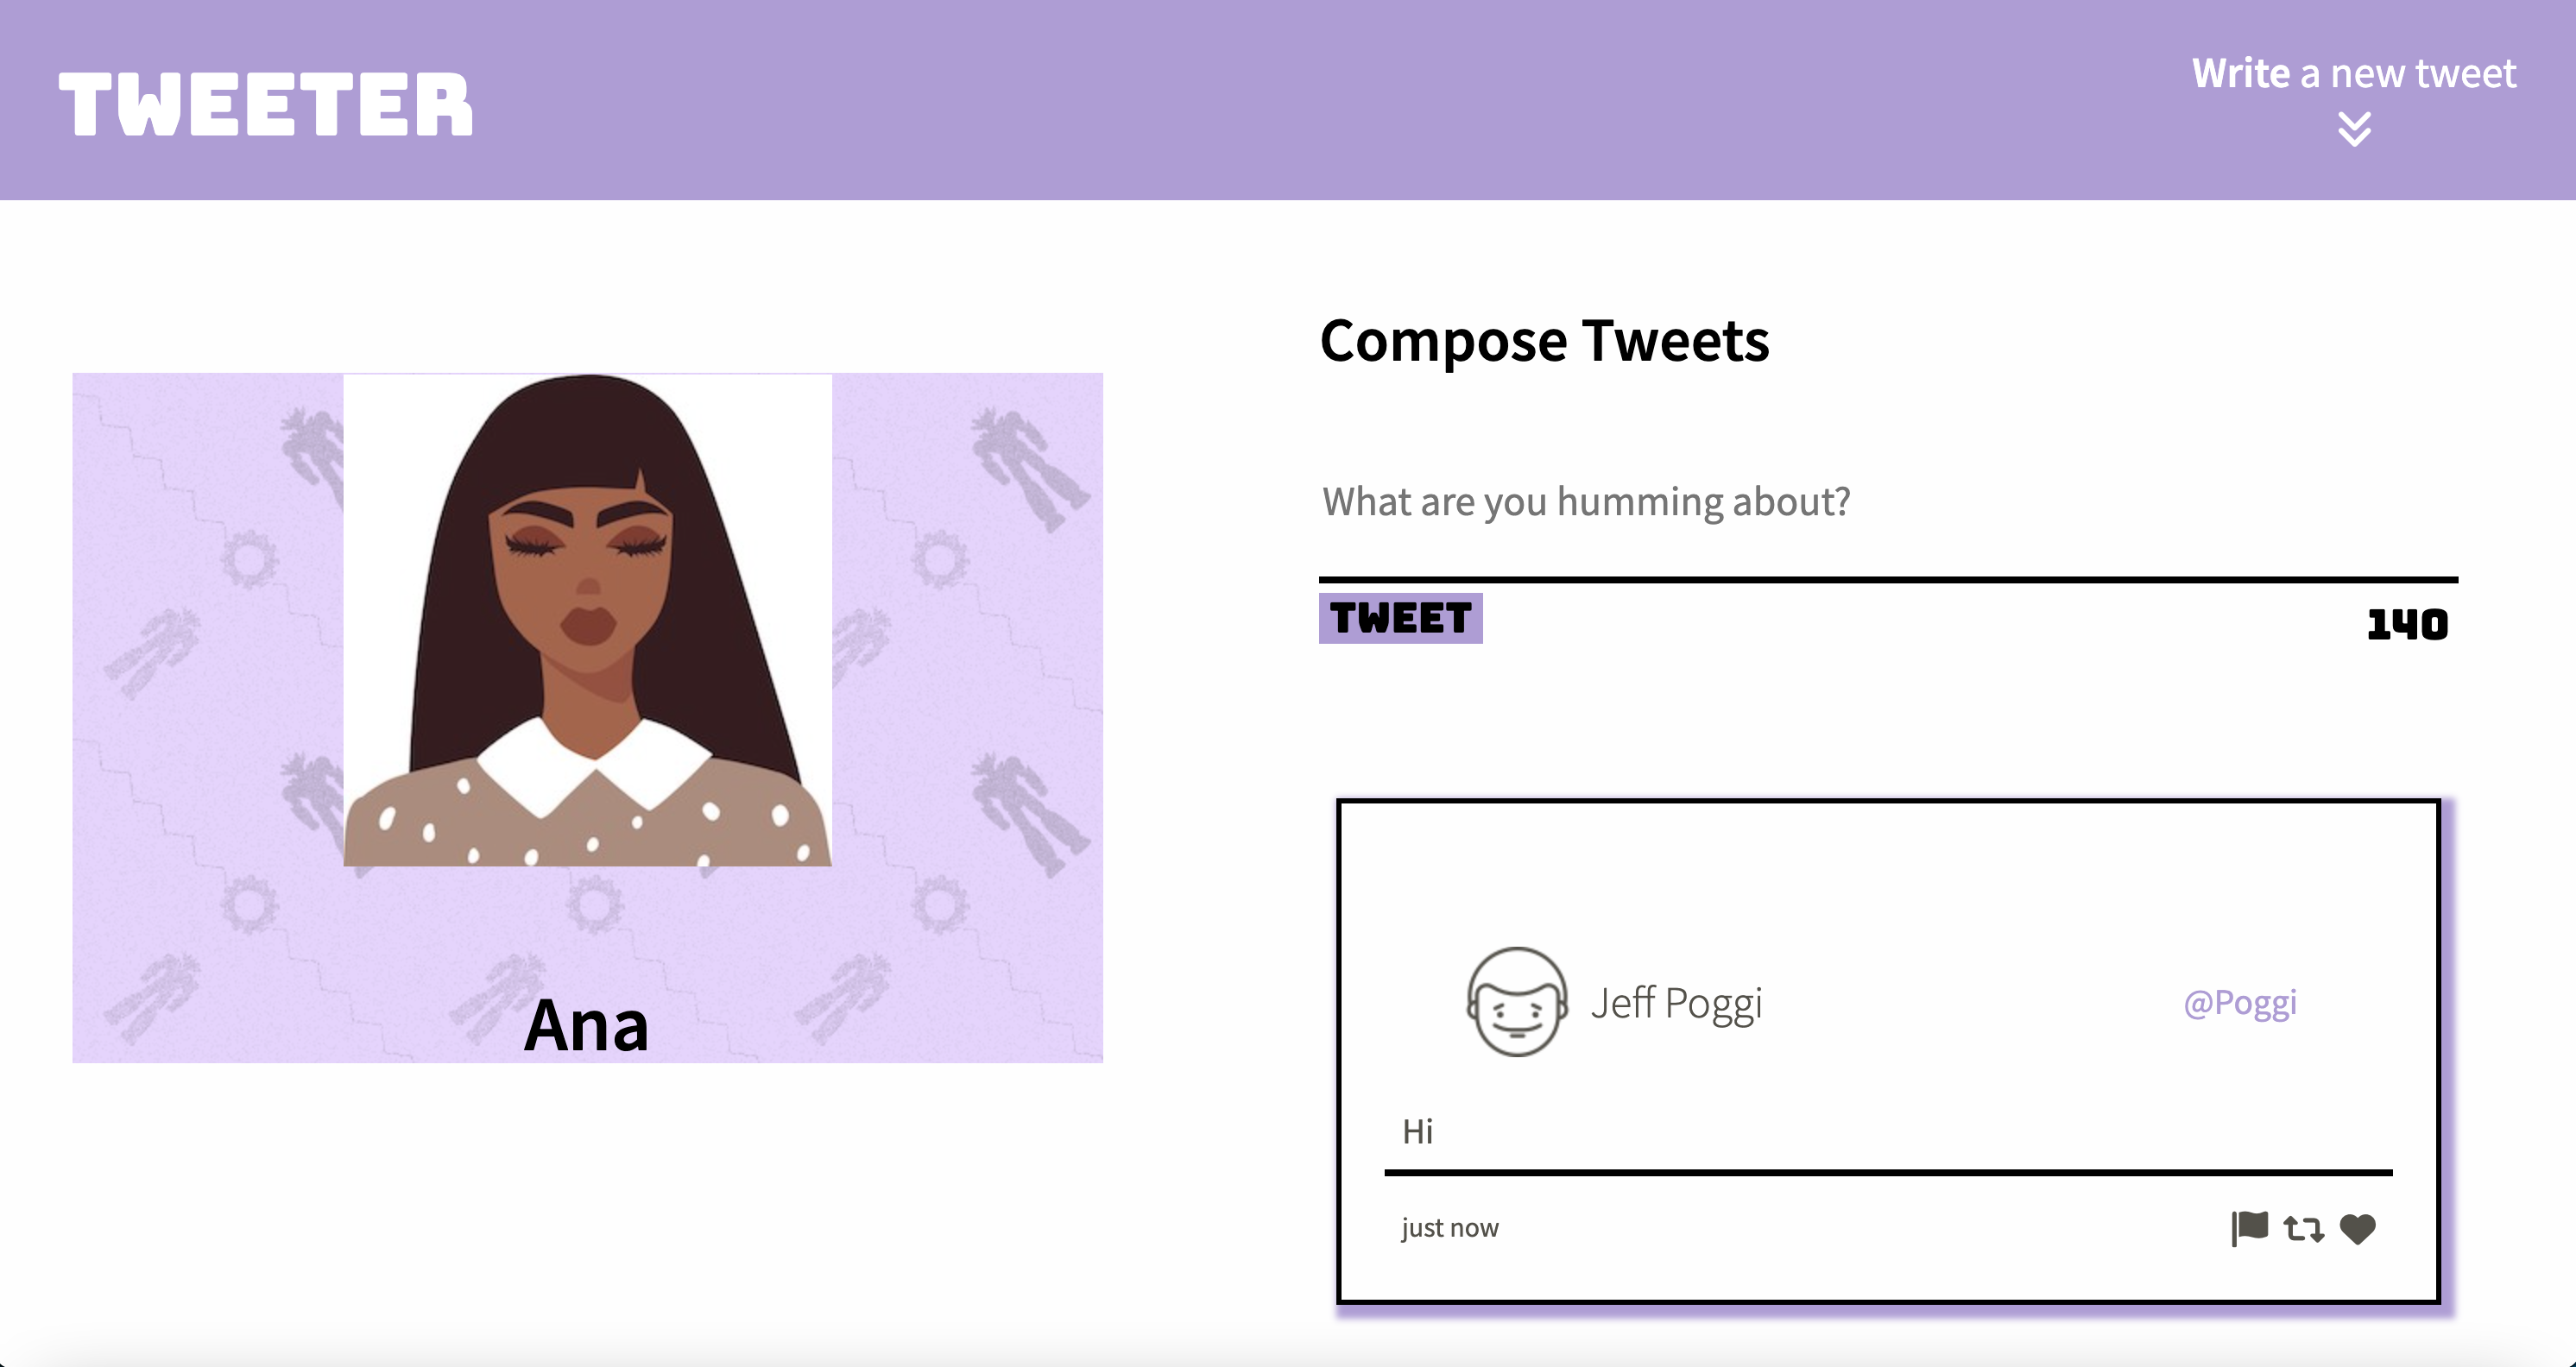 TWEETER
Write a new tweet
Compose Tweets
What are you humming about?
TWEET
140
Ana
Jeff Poggi
@Poggi
Hi
just now